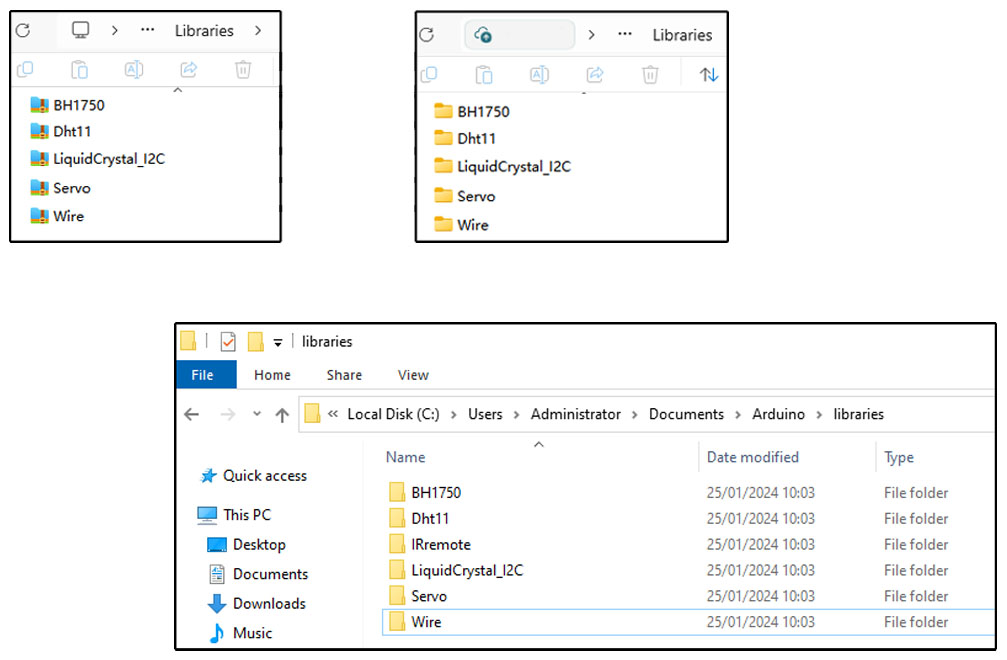 Libraries
BH1750
Dht11
LiquidCrystal_I2C
Servo
Wire
Libraries
BH1750
Dht11
LiquidCrystal_I2C
Servo
Wire
libraries
File Home Share View
« Local Disk (C:) > Users > Administrator > Documents > Arduino > libraries
Quick access
This PC
Desktop
Documents
Downloads
Music
Name Date modified Type
BH1750 25/01/2024 10:03 File folder
Dht11 25/01/2024 10:03 File folder
IRremote 25/01/2024 10:03 File folder
LiquidCrystal_I2C 25/01/2024 10:03 File folder
Servo 25/01/2024 10:03 File folder
Wire 25/01/2024 10:03 File folder